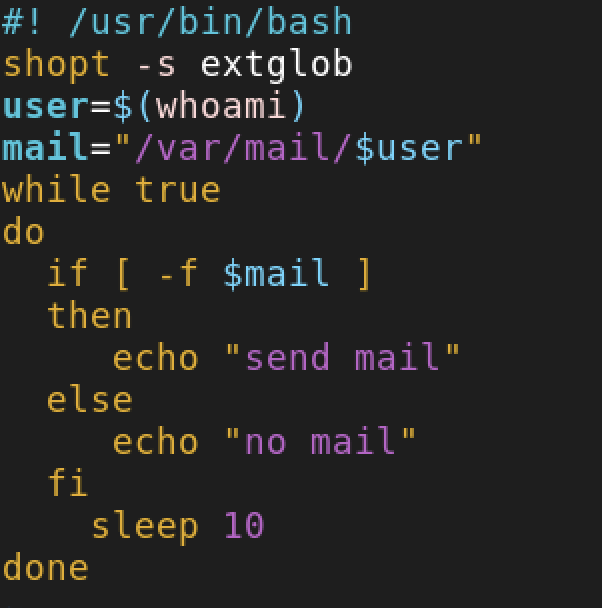 #! /usr/bin/bash
shopt -s extglob
user=$(whoami)
mail="/var/mail/$user"
while true
do
  if [ -f $mail ]
  then
     echo "send mail"
  else
     echo "no mail"
  fi
    sleep 10
done